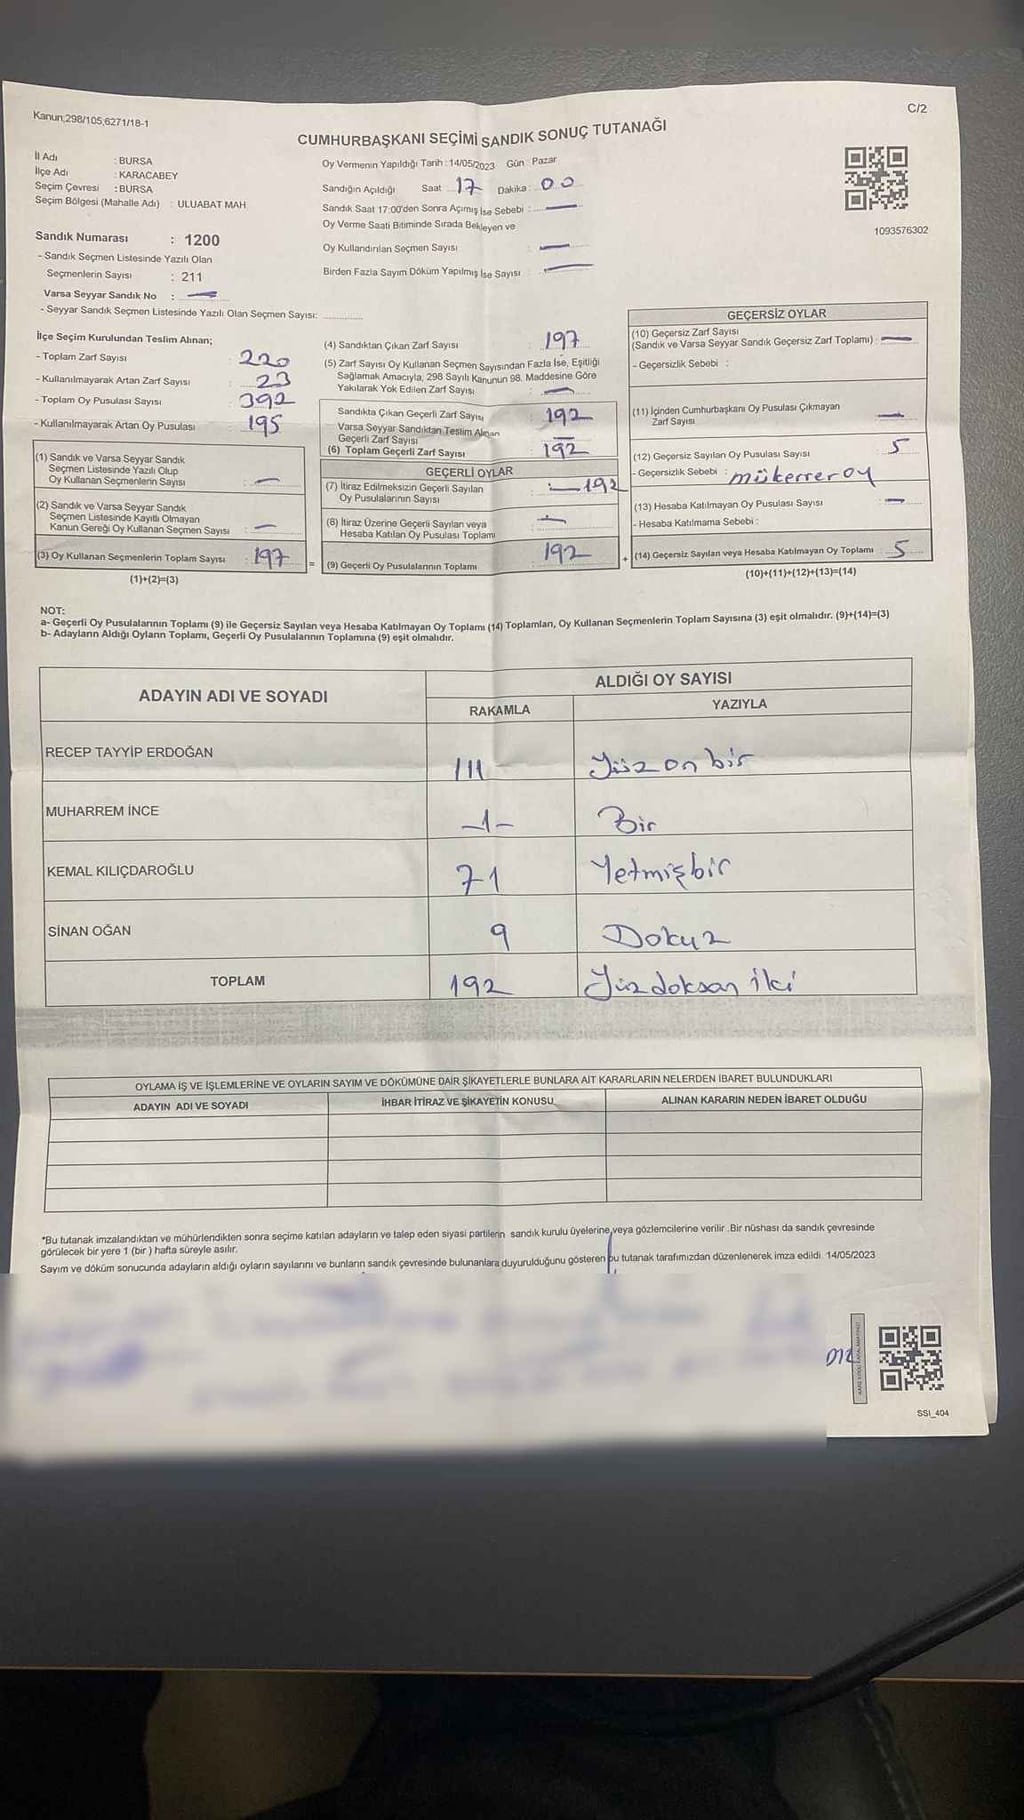 Kanun;298/105,6271/18-1
C/2
CUMHURBAŞKANI SEÇİMİ SANDIK SONUÇ TUTANAĞI
İl Adı : BURSA
İlçe Adı : KARACABEY
Seçim Çevresi : BURSA
Seçim Bölgesi (Mahalle Adı) : ULUABAT MAH.
Sandık Numarası : 1200
- Sandık Seçmen Listesinde Yazılı Olan
Seçmenlerin Sayısı : 211
Varsa Seyyar Sandık No : —
- Seyyar Sandık Seçmen Listesinde Yazılı Olan Seçmen Sayısı: ..............
Oy Vermenin Yapıldığı Tarih : 14/05/2023 Gün : Pazar
Sandığın Açıldığı Saat : 17 Dakika : 00
Sandık Saat 17:00'den Sonra Açılmış İse Sebebi : —
Oy Verme Saati Bitiminde Sırada Bekleyen ve
Oy Kullandırılan Seçmen Sayısı : —
Birden Fazla Sayım Döküm Yapılmış İse Sayısı : —
1093576302
İlçe Seçim Kurulundan Teslim Alınan;
- Toplam Zarf Sayısı : 220
- Kullanılmayarak Artan Zarf Sayısı : 23
- Toplam Oy Pusulası Sayısı : 392
- Kullanılmayarak Artan Oy Pusulası : 195
(1) Sandık ve Varsa Seyyar Sandık
Seçmen Listesinde Yazılı Olup
Oy Kullanan Seçmenlerin Sayısı : —
(2) Sandık ve Varsa Seyyar Sandık
Seçmen Listesinde Kayıtlı Olmayan
Kanun Gereği Oy Kullanan Seçmen Sayısı : —
(3) Oy Kullanan Seçmenlerin Toplam Sayısı : 197
(1)+(2)=(3)
(4) Sandıktan Çıkan Zarf Sayısı : 197
(5) Zarf Sayısı Oy Kullanan Seçmen Sayısından Fazla İse, Eşitliği
Sağlamak Amacıyla, 298 Sayılı Kanunun 98. Maddesine Göre
Yakılarak Yok Edilen Zarf Sayısı : —
Sandıkta Çıkan Geçerli Zarf Sayısı : 192
Varsa Seyyar Sandıktan Teslim Alınan
Geçerli Zarf Sayısı : —
(6) Toplam Geçerli Zarf Sayısı : 192
GEÇERLİ OYLAR
(7) İtiraz Edilmeksizin Geçerli Sayılan
Oy Pusulalarının Sayısı : — 192
(8) İtiraz Üzerine Geçerli Sayılan veya
Hesaba Katılan Oy Pusulası Toplamı : —
= (9) Geçerli Oy Pusulalarının Toplamı : 192
GEÇERSİZ OYLAR
(10) Geçersiz Zarf Sayısı
(Sandık ve Varsa Seyyar Sandık Geçersiz Zarf Toplamı) : —
- Geçersizlik Sebebi :
(11) İçinden Cumhurbaşkanı Oy Pusulası Çıkmayan
Zarf Sayısı : —
(12) Geçersiz Sayılan Oy Pusulası Sayısı : 5
- Geçersizlik Sebebi : mükerrer oy
(13) Hesaba Katılmayan Oy Pusulası Sayısı : —
- Hesaba Katılmama Sebebi :
+ (14) Geçersiz Sayılan veya Hesaba Katılmayan Oy Toplamı : 5
(10)+(11)+(12)+(13)=(14)
NOT:
a- Geçerli Oy Pusulalarının Toplamı (9) ile Geçersiz Sayılan veya Hesaba Katılmayan Oy Toplamı (14) Toplamları, Oy Kullanan Seçmenlerin Toplam Sayısına (3) eşit olmalıdır. (9)+(14)=(3)
b- Adayların Aldığı Oyların Toplamı, Geçerli Oy Pusulalarının Toplamına (9) eşit olmalıdır.
ADAYIN ADI VE SOYADI
ALDIĞI OY SAYISI
RAKAMLA YAZIYLA
RECEP TAYYİP ERDOĞAN 111 Yüz on bir
MUHARREM İNCE -1- Bir
KEMAL KILIÇDAROĞLU 71 Yetmişbir
SİNAN OĞAN 9 Dokuz
TOPLAM 192 Yüz doksan iki
OYLAMA İŞ VE İŞLEMLERİNE VE OYLARIN SAYIM VE DÖKÜMÜNE DAİR ŞİKAYETLERLE BUNLARA AİT KARARLARIN NELERDEN İBARET BULUNDUKLARI
ADAYIN ADI VE SOYADI İHBAR İTİRAZ VE ŞİKAYETİN KONUSU ALINAN KARARIN NEDEN İBARET OLDUĞU
*Bu tutanak imzalandıktan ve mühürlendikten sonra seçime katılan adayların ve talep eden siyasi partilerin sandık kurulu üyelerine veya gözlemcilerine verilir. Bir nüshası da sandık çevresinde
görülecek bir yere 1 (bir ) hafta süreyle asılır.
Sayım ve döküm sonucunda adayların aldığı oyların sayılarını ve bunların sandık çevresinde bulunanlara duyurulduğunu gösteren bu tutanak tarafımızdan düzenlenerek imza edildi. 14/05/2023
SSI_404